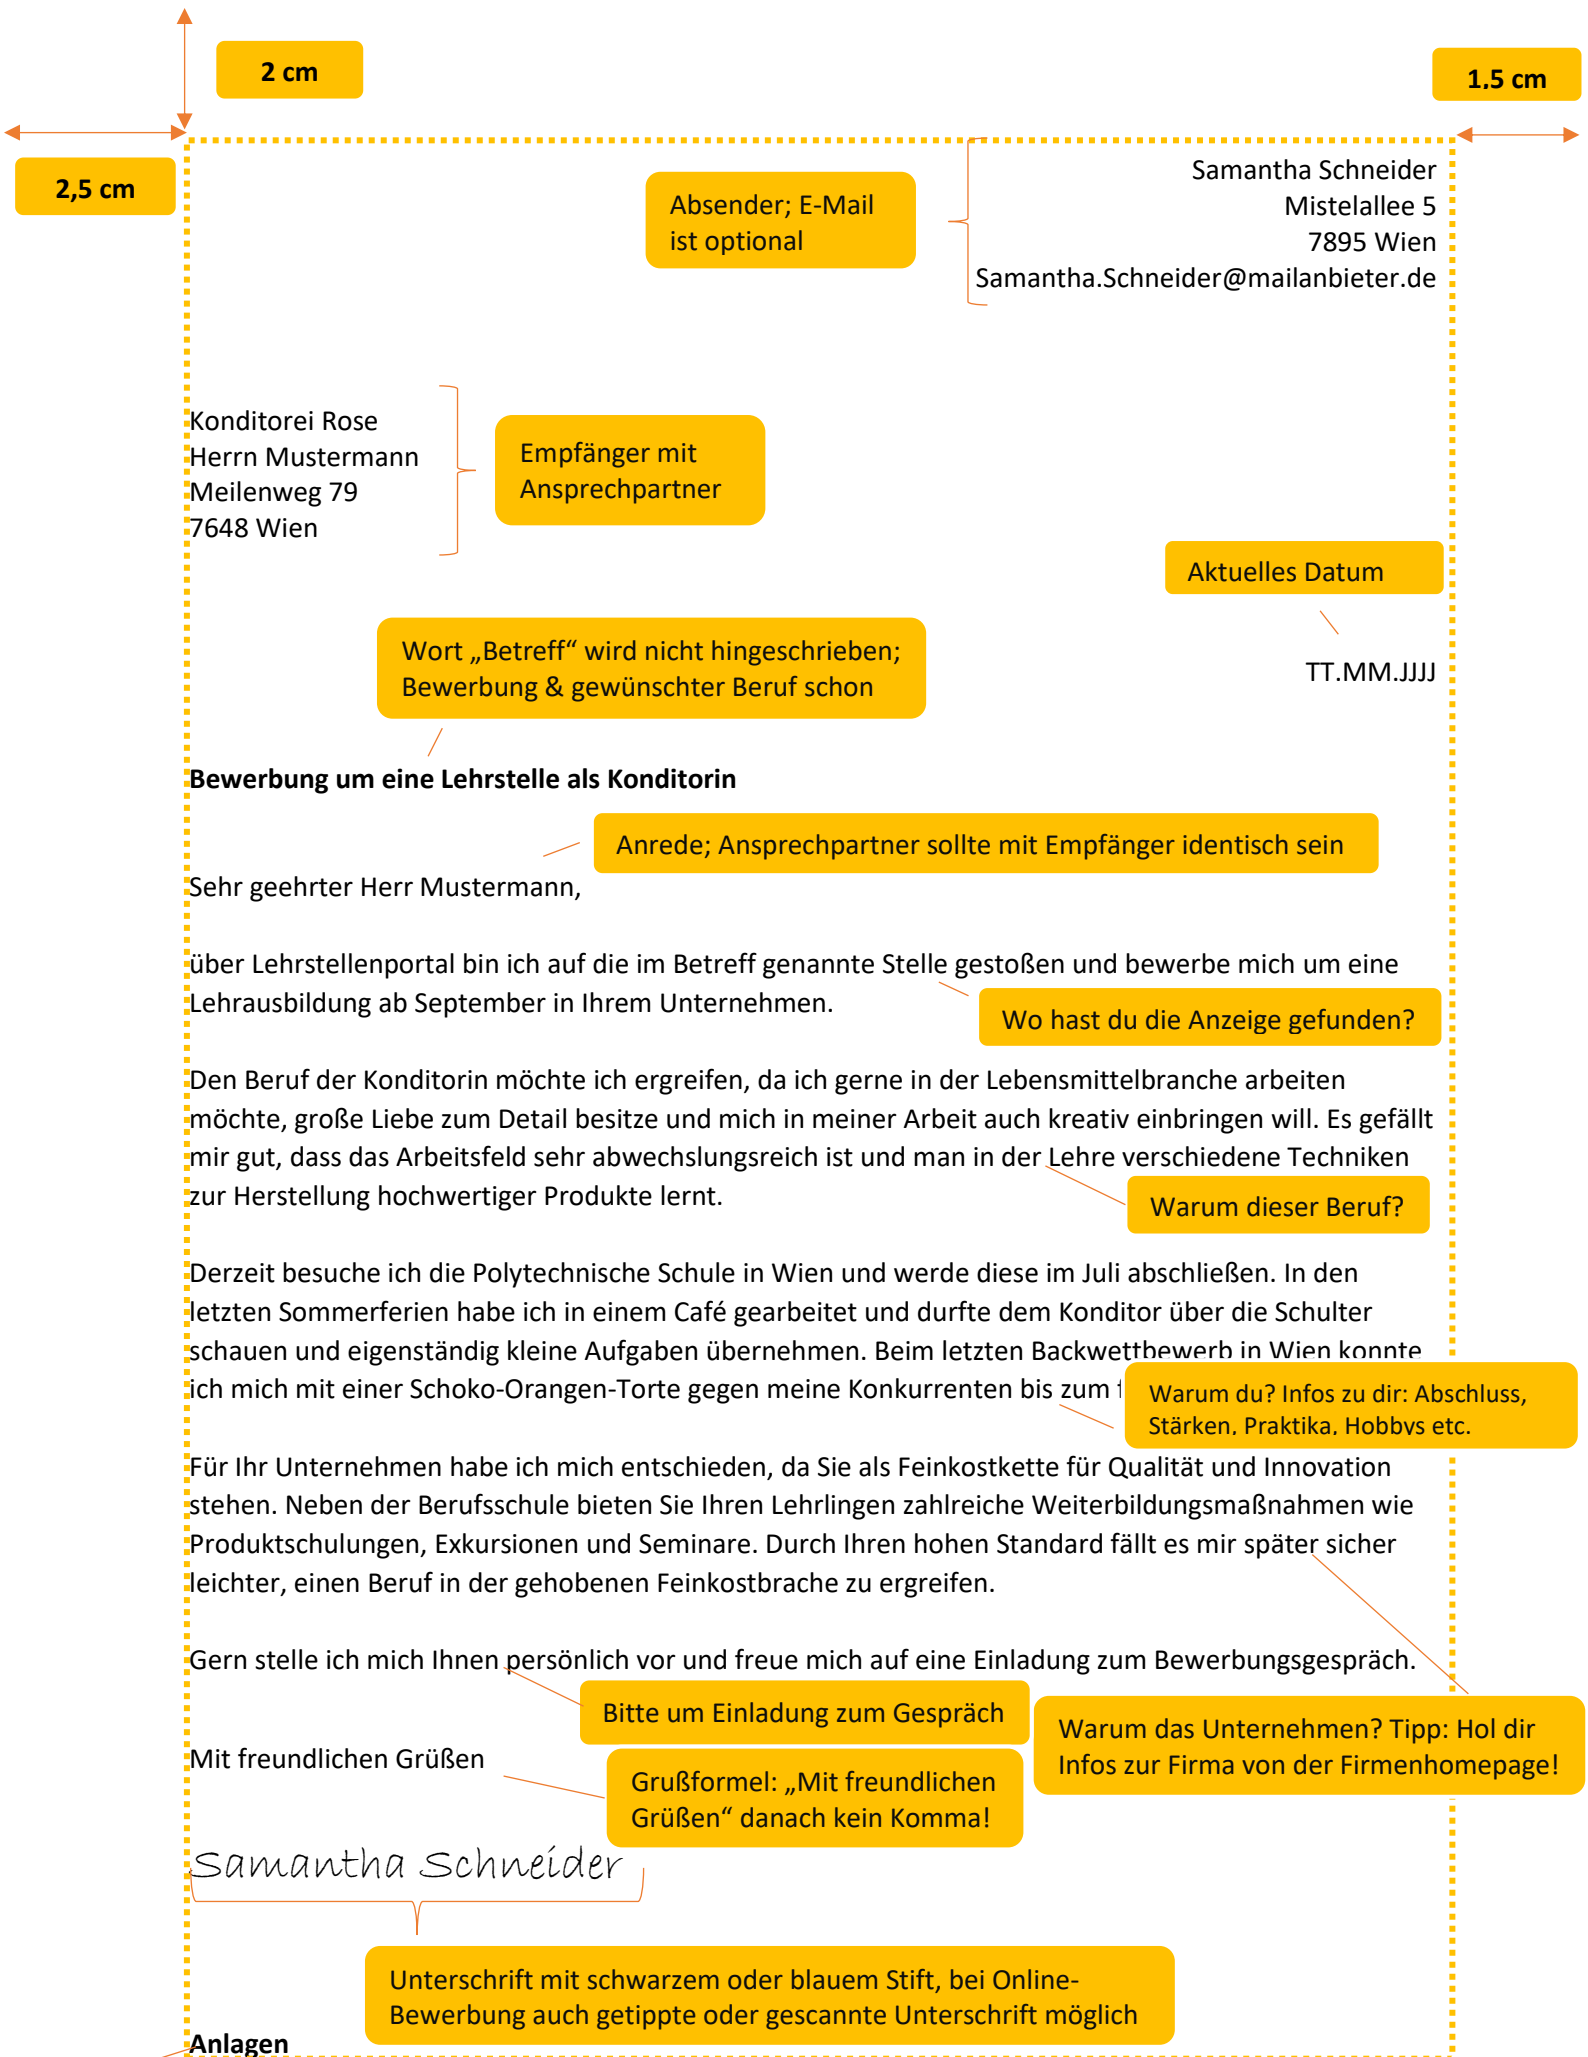 2 cm
1,5 cm
2,5 cm
Absender; E-Mail
ist optional
Samantha Schneider
Mistelallee 5
7895 Wien
Samantha.Schneider@mailanbieter.de
Konditorei Rose
Herrn Mustermann
Meilenweg 79
7648 Wien
Empfänger mit
Ansprechpartner
Aktuelles Datum
TT.MM.JJJJ
Wort „Betreff“ wird nicht hingeschrieben;
Bewerbung & gewünschter Beruf schon
Bewerbung um eine Lehrstelle als Konditorin
Anrede; Ansprechpartner sollte mit Empfänger identisch sein
Sehr geehrter Herr Mustermann,
über Lehrstellenportal bin ich auf die im Betreff genannte Stelle gestoßen und bewerbe mich um eine
Lehrausbildung ab September in Ihrem Unternehmen.
Wo hast du die Anzeige gefunden?
Den Beruf der Konditorin möchte ich ergreifen, da ich gerne in der Lebensmittelbranche arbeiten
möchte, große Liebe zum Detail besitze und mich in meiner Arbeit auch kreativ einbringen will. Es gefällt
mir gut, dass das Arbeitsfeld sehr abwechslungsreich ist und man in der Lehre verschiedene Techniken
zur Herstellung hochwertiger Produkte lernt.
Warum dieser Beruf?
Derzeit besuche ich die Polytechnische Schule in Wien und werde diese im Juli abschließen. In den
letzten Sommerferien habe ich in einem Café gearbeitet und durfte dem Konditor über die Schulter
schauen und eigenständig kleine Aufgaben übernehmen. Beim letzten Backwettbewerb in Wien konnte
ich mich mit einer Schoko-Orangen-Torte gegen meine Konkurrenten bis zum
Warum du? Infos zu dir: Abschluss,
Stärken, Praktika, Hobbys etc.
Für Ihr Unternehmen habe ich mich entschieden, da Sie als Feinkostkette für Qualität und Innovation
stehen. Neben der Berufsschule bieten Sie Ihren Lehrlingen zahlreiche Weiterbildungsmaßnahmen wie
Produktschulungen, Exkursionen und Seminare. Durch Ihren hohen Standard fällt es mir später sicher
leichter, einen Beruf in der gehobenen Feinkostbrache zu ergreifen.
Gern stelle ich mich Ihnen persönlich vor und freue mich auf eine Einladung zum Bewerbungsgespräch.
Bitte um Einladung zum Gespräch
Warum das Unternehmen? Tipp: Hol dir
Infos zur Firma von der Firmenhomepage!
Mit freundlichen Grüßen
Grußformel: „Mit freundlichen
Grüßen“ danach kein Komma!
Samantha Schneider
Unterschrift mit schwarzem oder blauem Stift, bei Online-
Bewerbung auch getippte oder gescannte Unterschrift möglich
Anlagen